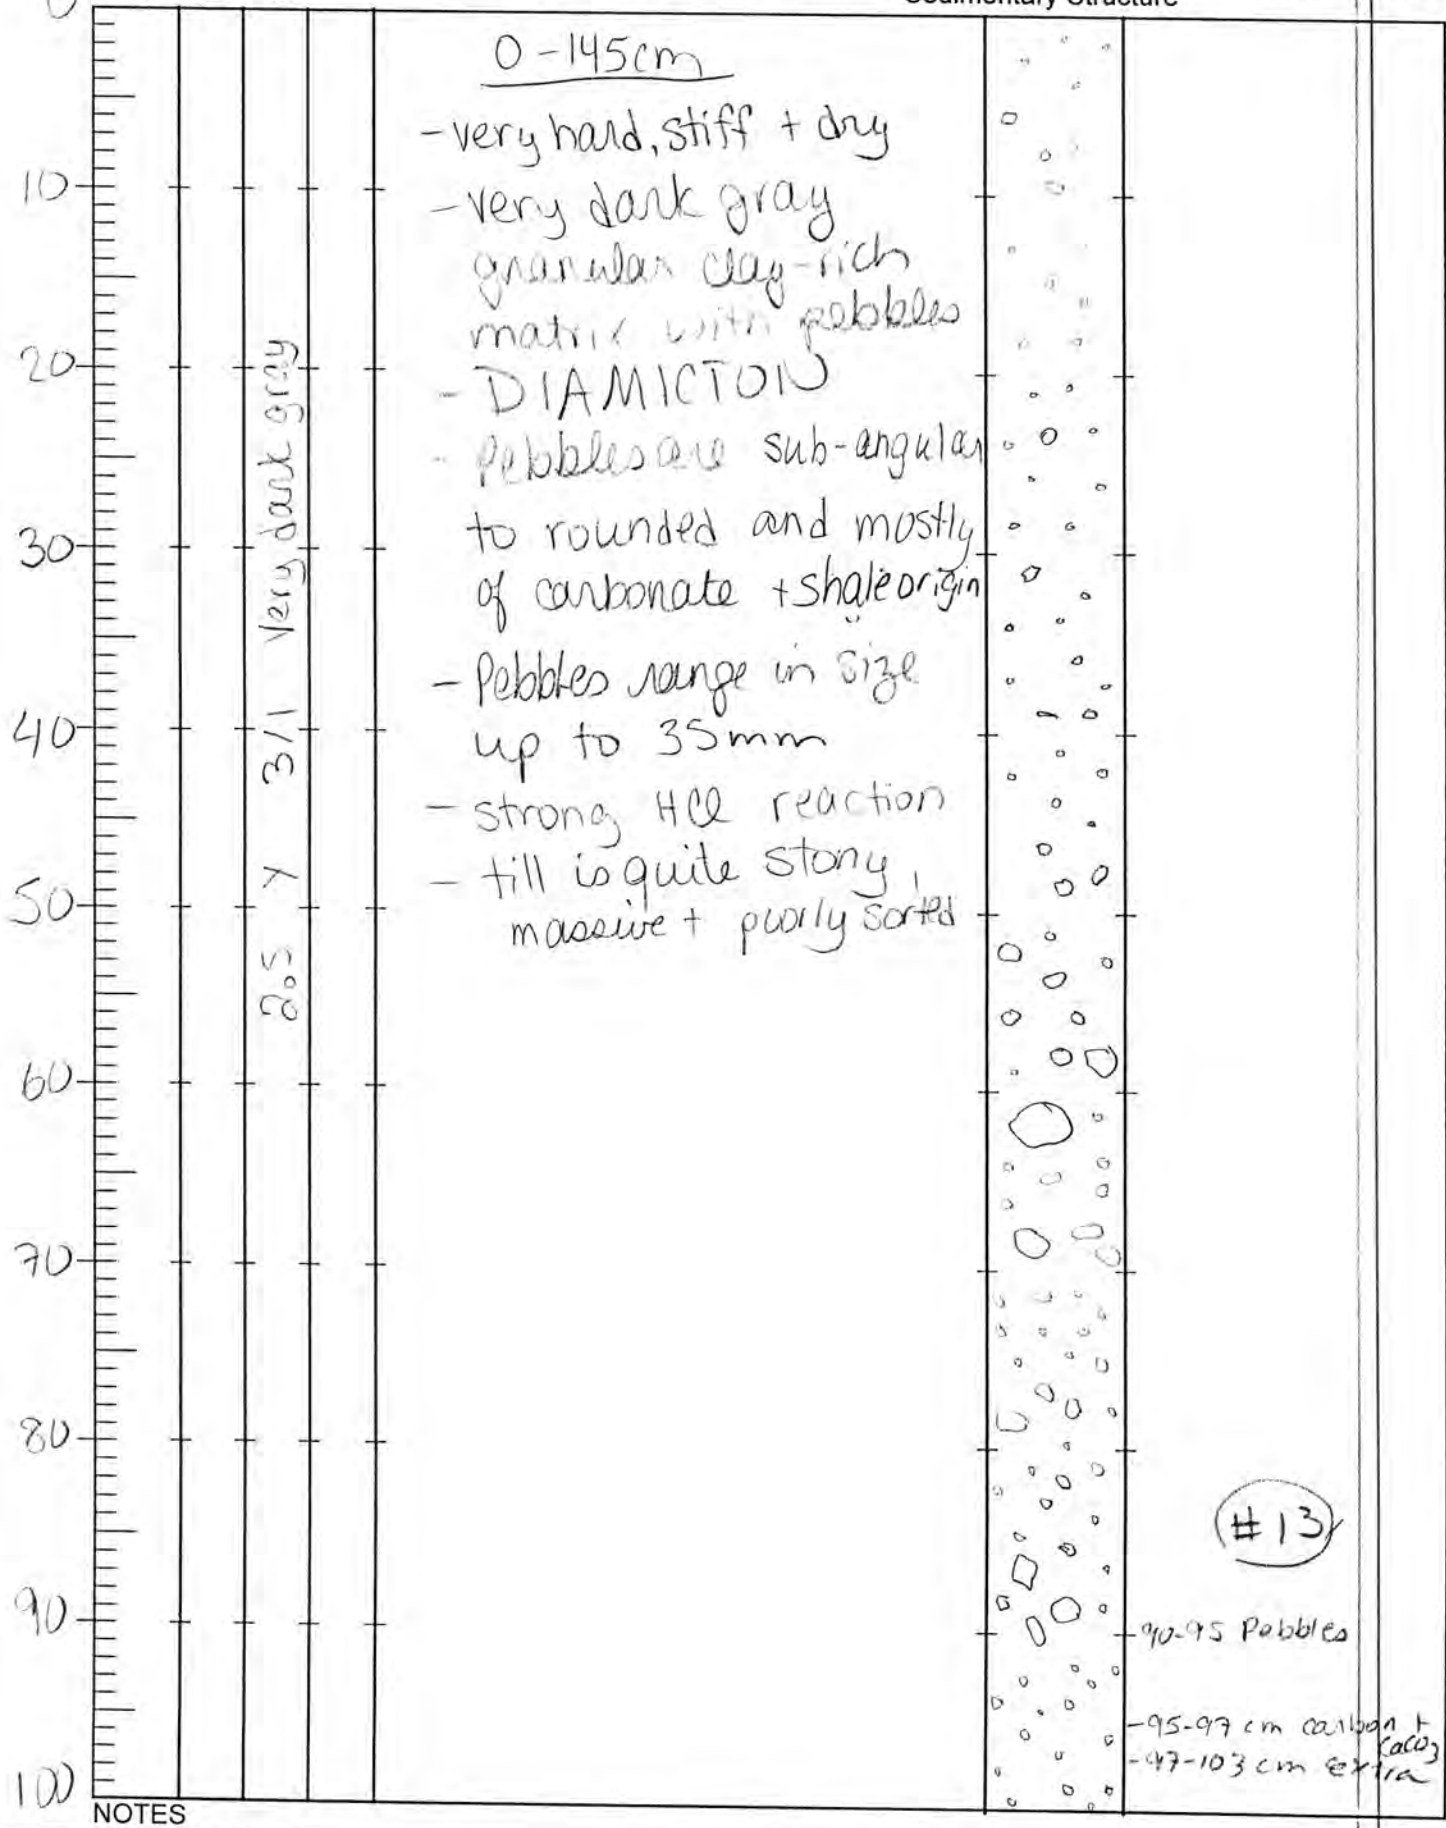 Sedimentary Structure
0
0-145cm
- very hard, stiff + dry
10
- very dark gray
granular clay-rich
matrix with pebbles
20
- DIAMICTON
- Pebbles are sub-angular
to rounded and mostly
30
of carbonate + shale origin
- Pebbles range in size
40
up to 35mm
- strong HCl reaction
- till is quite stony,
50
massive + poorly sorted
2.5 Y 3/1 Very dark gray
60
70
80
#13
90
- 90-95 Pebbles
- 95-97 cm carbon +
CaCO3
- 97-103 cm extra
100
NOTES